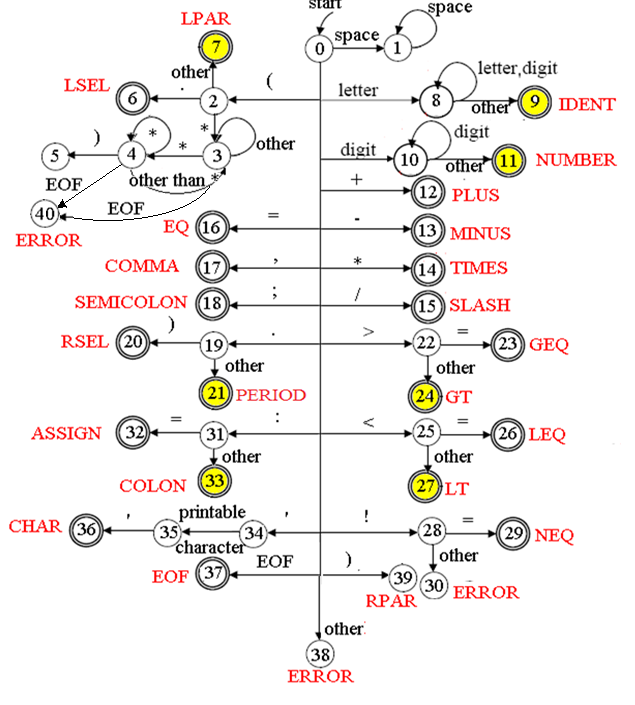 start
space
LPAR
7
0
space
1
other
LSEL
6
.
2
(
letter
8
letter,digit
other
9
IDENT
5
)
4
*
*
*
3
other
digit
10
digit
other
11
NUMBER
EOF
other than *
40
EOF
ERROR
+
12
PLUS
EQ
16
=
-
13
MINUS
COMMA
17
,
*
14
TIMES
SEMICOLON
18
;
/
15
SLASH
RSEL
20
)
19
.
>
22
=
23
GEQ
other
other
21
PERIOD
24
GT
ASSIGN
32
=
31
:
<
25
=
26
LEQ
other
other
COLON
33
27
LT
CHAR
36
'
35
printable
character
34
'
!
28
=
29
NEQ
other
EOF
37
EOF
)
39
RPAR
30
ERROR
other
38
ERROR